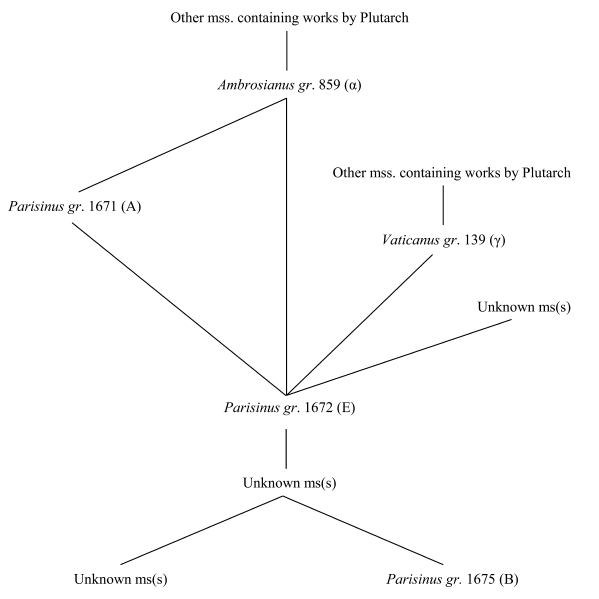 Other mss. containing works by Plutarch
Ambrosianus gr. 859 (α)
Other mss. containing works by Plutarch
Parisinus gr. 1671 (A)
Vaticanus gr. 139 (γ)
Unknown ms(s)
Parisinus gr. 1672 (E)
Unknown ms(s)
Unknown ms(s)
Parisinus gr. 1675 (B)